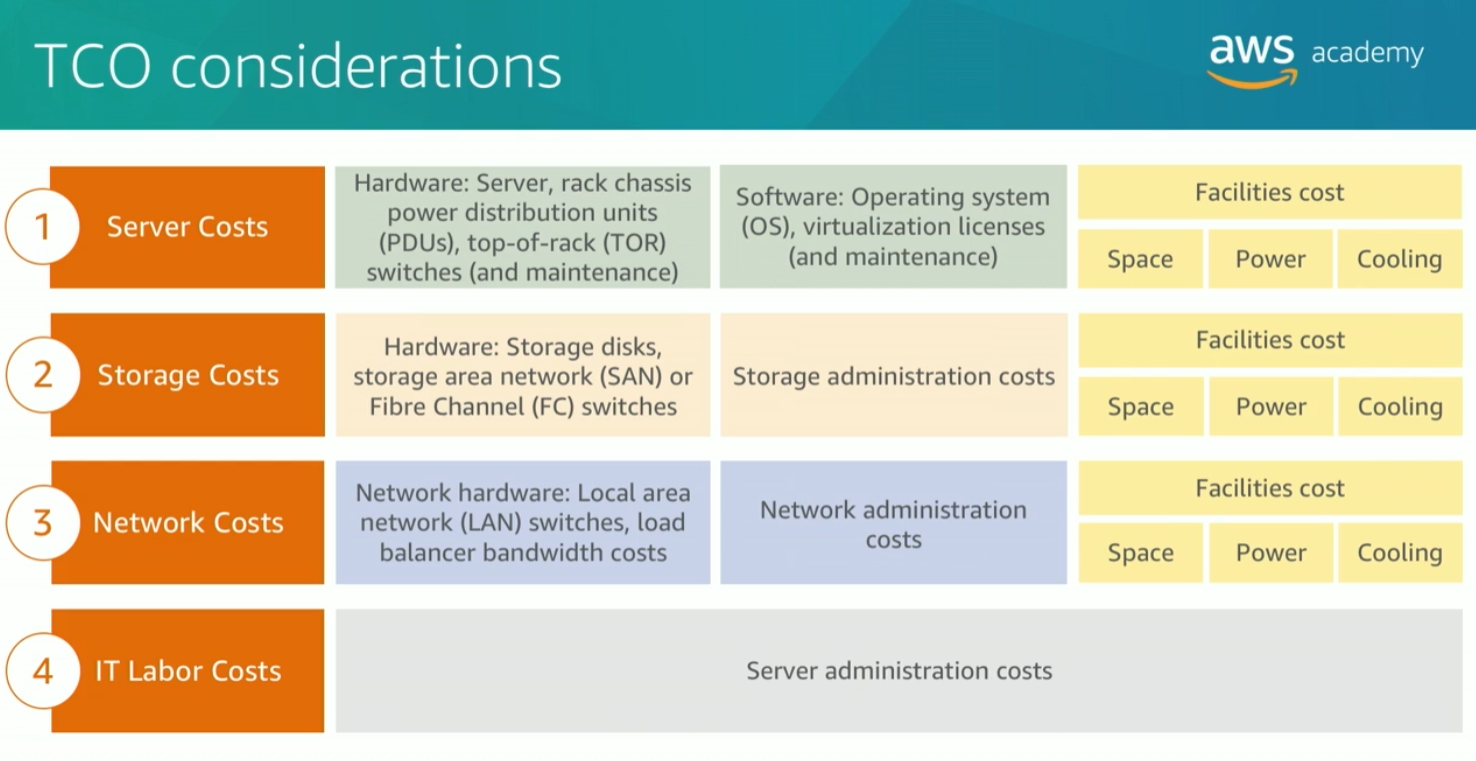 TCO considerations
aws academy
1
Server Costs
Hardware: Server, rack chassis
power distribution units
(PDUs), top-of-rack (TOR)
switches (and maintenance)
Software: Operating system
(OS), virtualization licenses
(and maintenance)
Facilities cost
Space
Power
Cooling
2
Storage Costs
Hardware: Storage disks,
storage area network (SAN) or
Fibre Channel (FC) switches
Storage administration costs
Facilities cost
Space
Power
Cooling
3
Network Costs
Network hardware: Local area
network (LAN) switches, load
balancer bandwidth costs
Network administration
costs
Facilities cost
Space
Power
Cooling
4
IT Labor Costs
Server administration costs